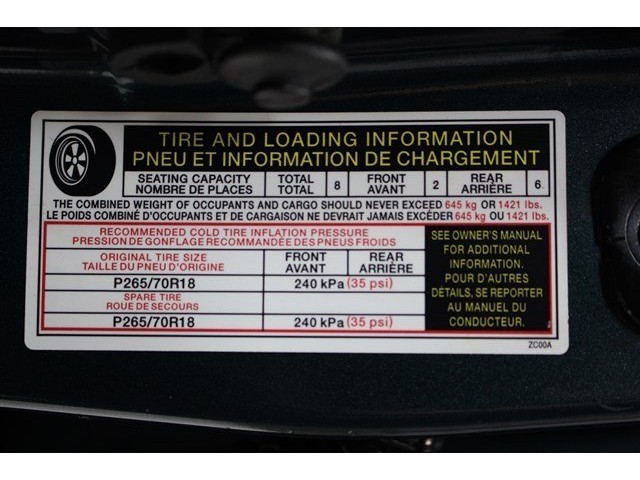 TIRE AND LOADING INFORMATION
PNEU ET INFORMATION DE CHARGEMENT
SEATING CAPACITY TOTAL 8 FRONT 2 REAR 6
NOMBRE DE PLACES TOTAL AVANT ARRIÈRE
THE COMBINED WEIGHT OF OCCUPANTS AND CARGO SHOULD NEVER EXCEED 645 kg OR 1421 lbs.
LE POIDS COMBINÉ D'OCCUPANTS ET DE CARGAISON NE DEVRAIT JAMAIS EXCÉDER 645 kg OU 1421 lbs.
RECOMMENDED COLD TIRE INFLATION PRESSURE
PRESSION DE GONFLAGE RECOMMANDÉE DES PNEUS FROIDS
ORIGINAL TIRE SIZE FRONT REAR
TAILLE DU PNEU D'ORIGINE AVANT ARRIÈRE
P265/70R18 240 kPa (35 psi)
SPARE TIRE
ROUE DE SECOURS
P265/70R18 240 kPa (35 psi)
SEE OWNER'S MANUAL
FOR ADDITIONAL
INFORMATION.
POUR D'AUTRES
DÉTAILS, SE REPORTER
AU MANUEL DU
CONDUCTEUR.
ZC00A